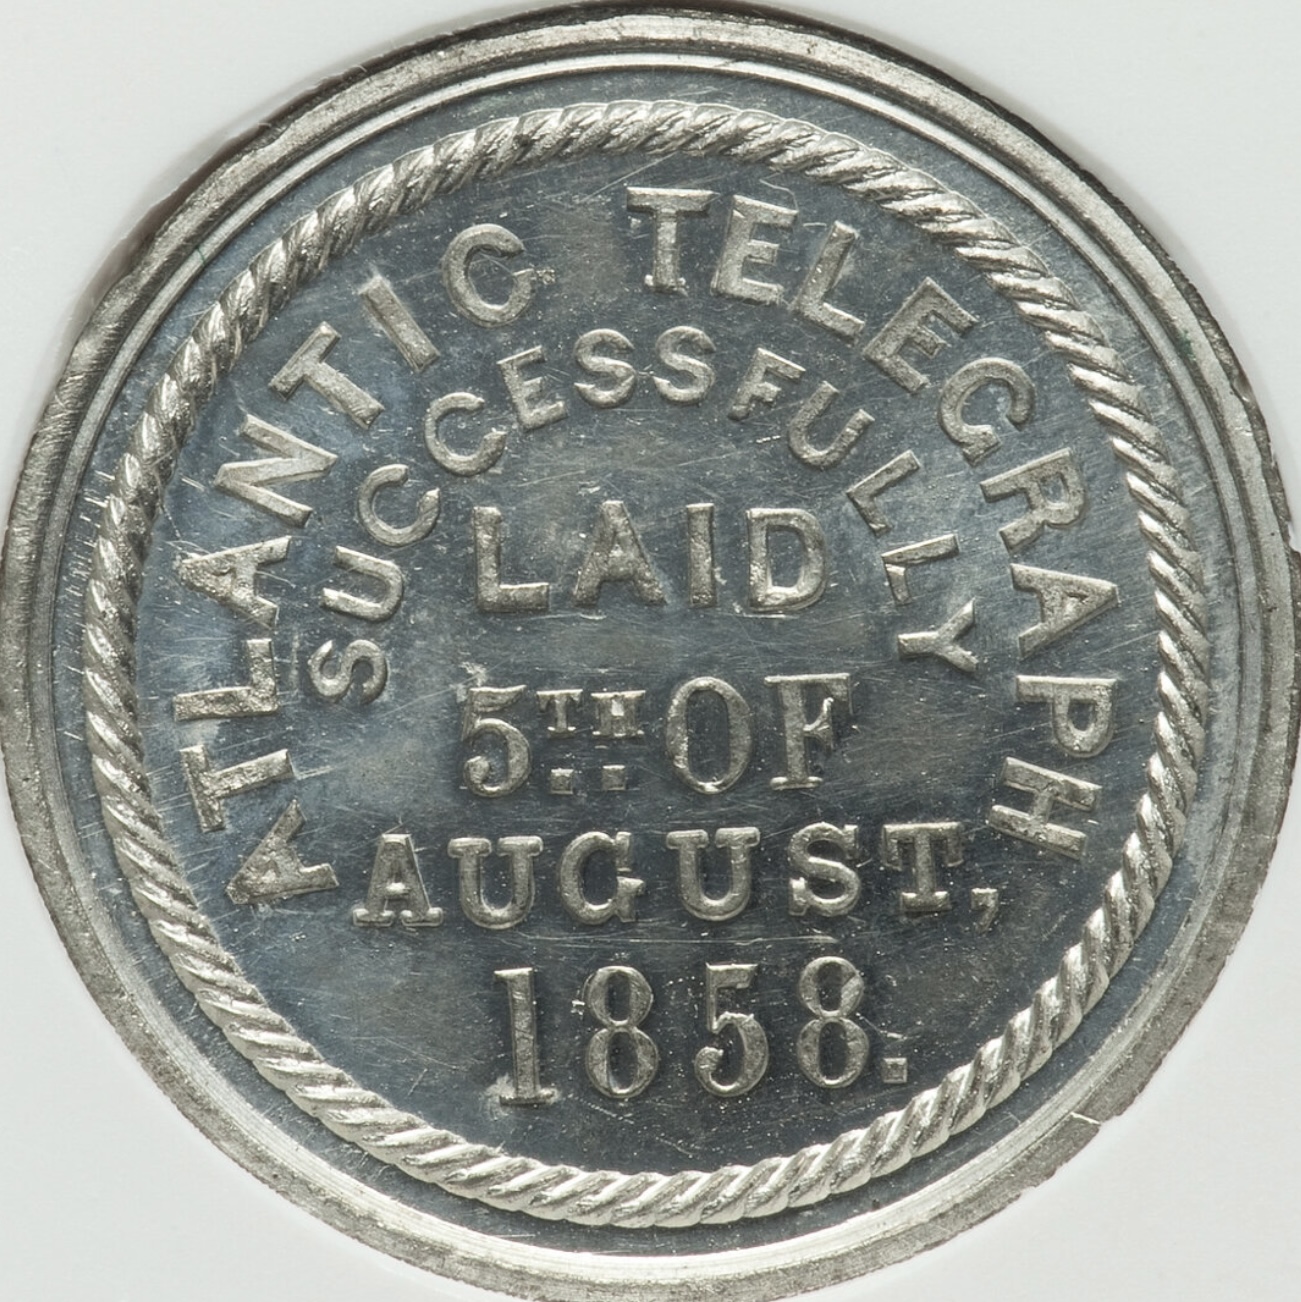 ATLANTIC TELEGRAPH
SUCCESSFULLY
LAID
5TH OF
AUGUST,
1858.